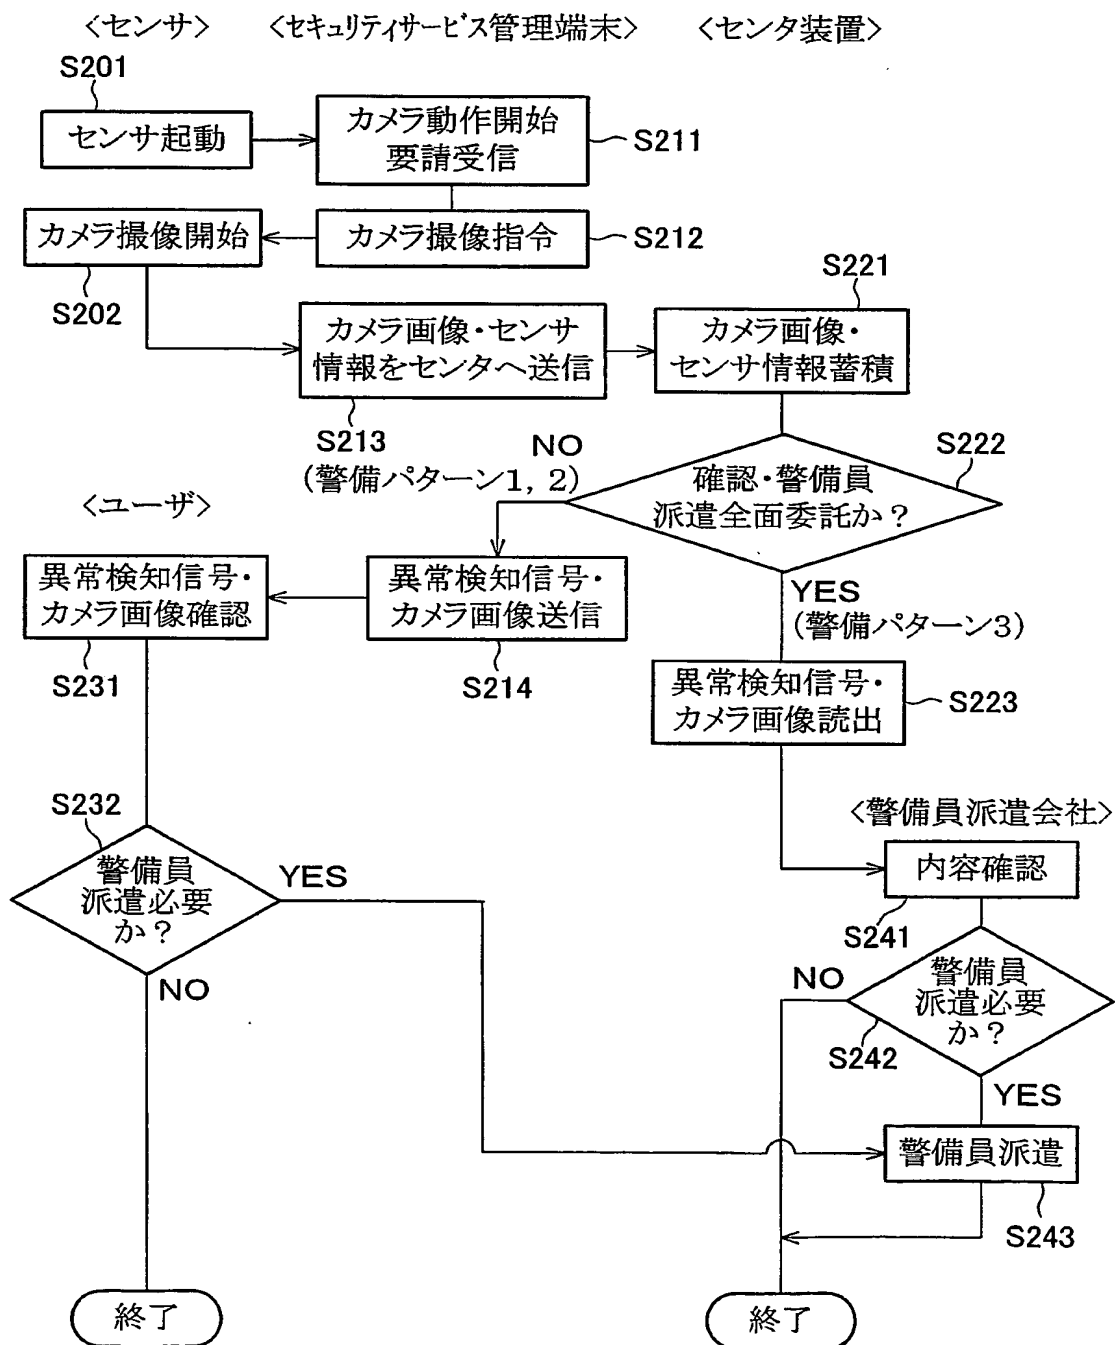 <センサ>
<セキュリティサービス管理端末>
<センタ装置>
S201
センサ起動
カメラ動作開始
要請受信
S211
カメラ撮像開始
カメラ撮像指令
S212
S202
S221
カメラ画像・センサ
情報をセンタへ送信
カメラ画像・
センサ情報蓄積
S213
NO
(警備パターン1, 2)
S222
確認・警備員
派遣全面委託か?
<ユーザ>
異常検知信号・
カメラ画像確認
異常検知信号・
カメラ画像送信
YES
(警備パターン3)
S231
S214
異常検知信号・
カメラ画像読出
S223
S232
警備員
派遣必要
か?
YES
NO
<警備員派遣会社>
内容確認
S241
NO
警備員
派遣必要
か?
S242
YES
警備員派遣
S243
終了
終了